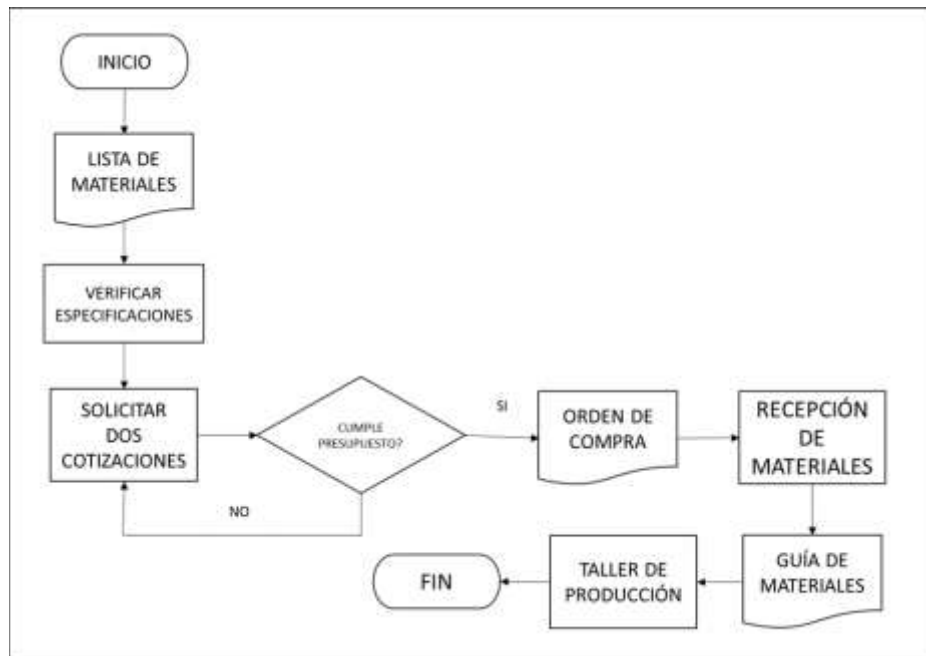 INICIO
LISTA DE
MATERIALES
VERIFICAR
ESPECIFICACIONES
SOLICITAR
DOS
COTIZACIONES
CUMPLE
PRESUPUESTO?
NO
SI
ORDEN DE
COMPRA
RECEPCIÓN
DE
MATERIALES
GUÍA DE
MATERIALES
TALLER DE
PRODUCCIÓN
FIN